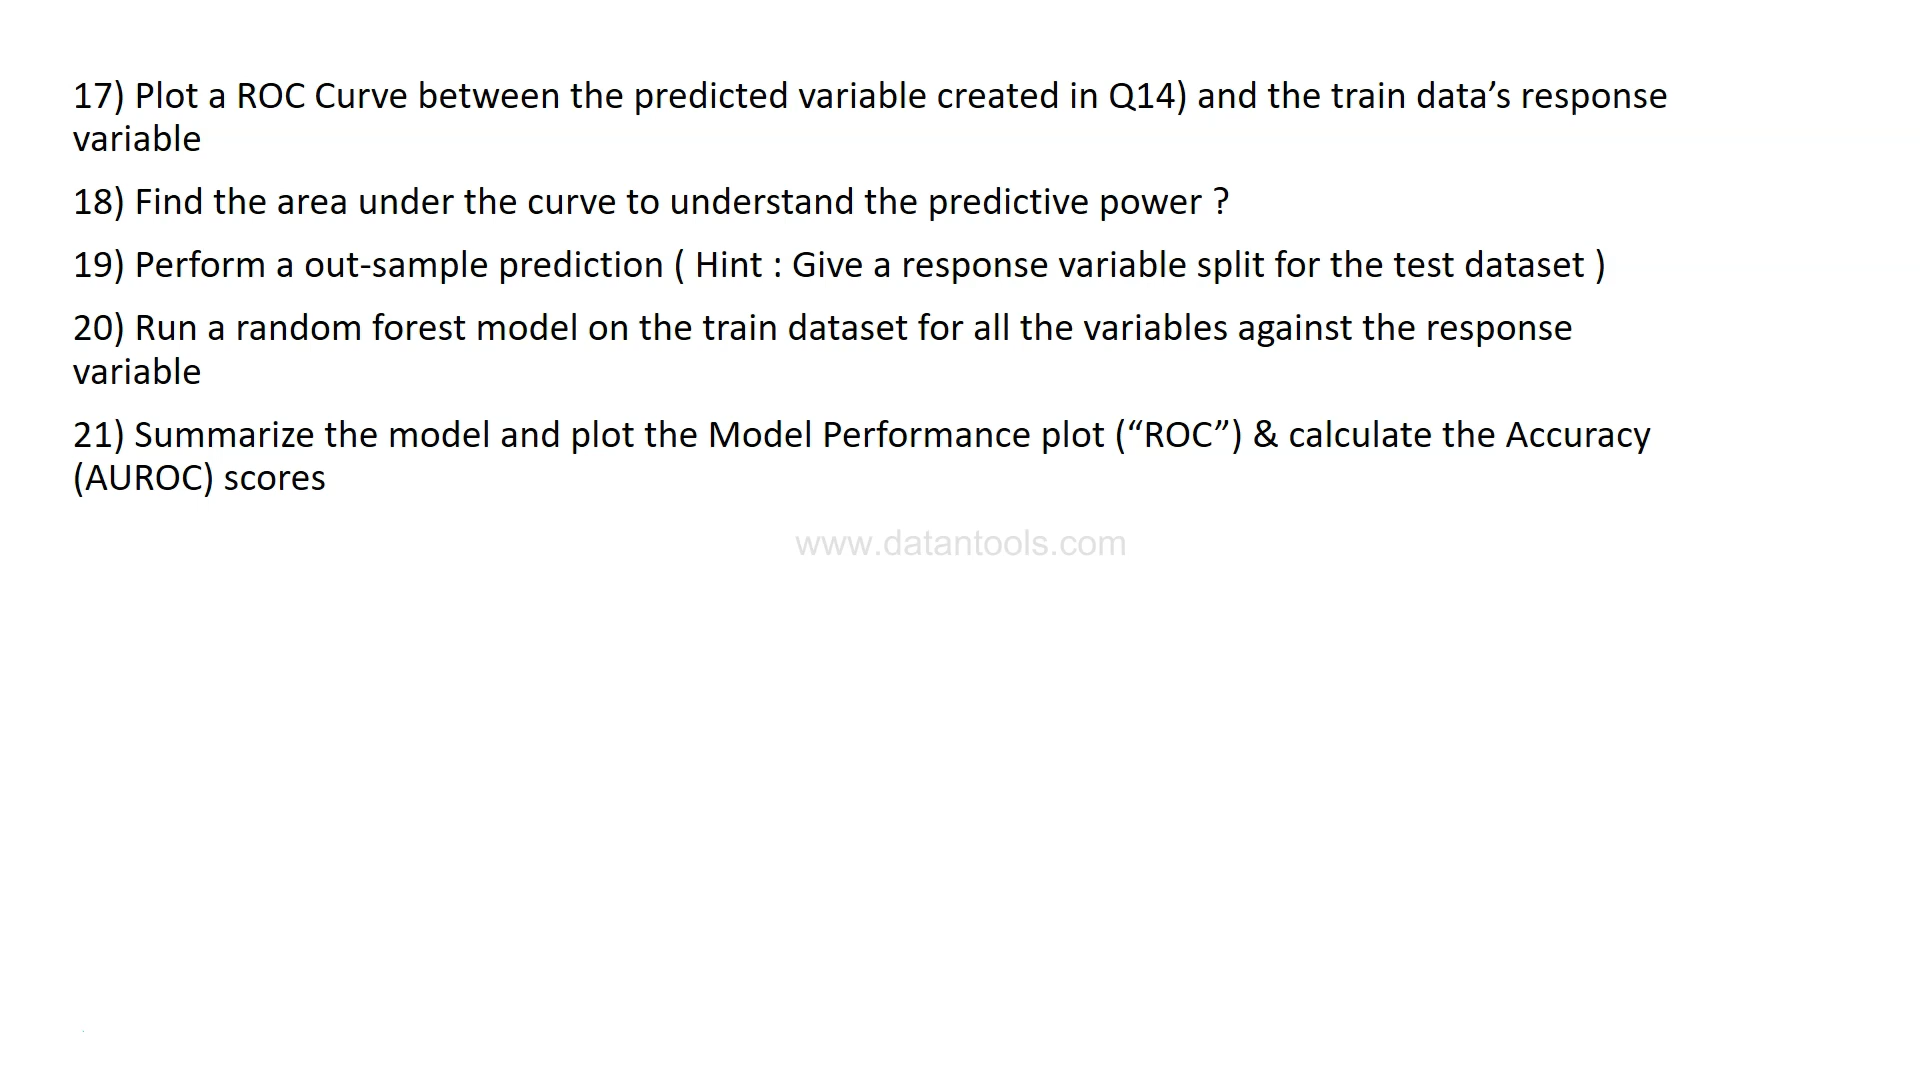 17) Plot a ROC Curve between the predicted variable created in Q14) and the train data’s response
variable
18) Find the area under the curve to understand the predictive power ?
19) Perform a out-sample prediction ( Hint : Give a response variable split for the test dataset )
20) Run a random forest model on the train dataset for all the variables against the response
variable
21) Summarize the model and plot the Model Performance plot (“ROC”) & calculate the Accuracy
(AUROC) scores
www.datantools.com